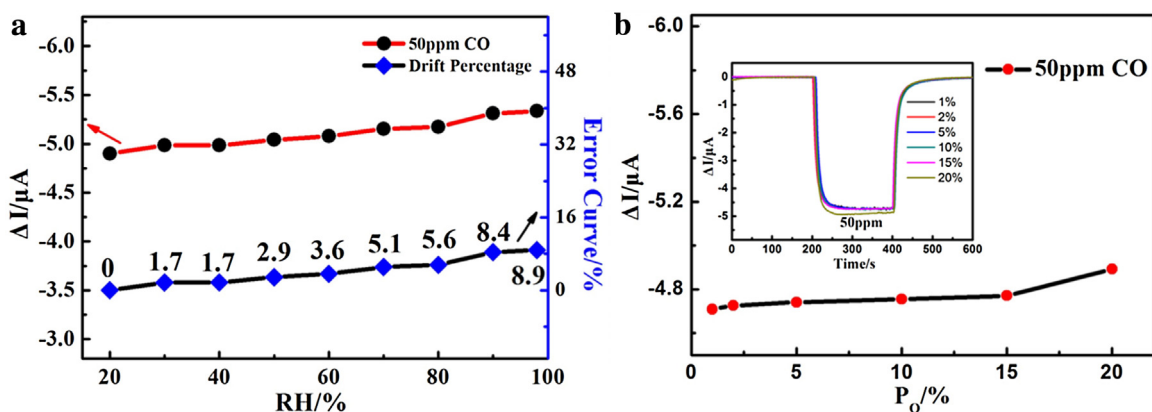 a
ΔI/μA
-6.0
-5.5
-5.0
-4.5
-4.0
-3.5
-3.0
50ppm CO
Drift Percentage
0
1.7
1.7
2.9
3.6
5.1
5.6
8.4
8.9
48
32
16
0
Error Curve/%
20 40 60 80 100
RH/%
b
ΔI/μA
-6.0
-5.6
-5.2
-4.8
50ppm CO
ΔI/μA
0
-1
-2
-3
-4
-5
1%
2%
5%
10%
15%
20%
50ppm
0 100 200 300 400 500 600
Time/s
0 5 10 15 20
P_O/%